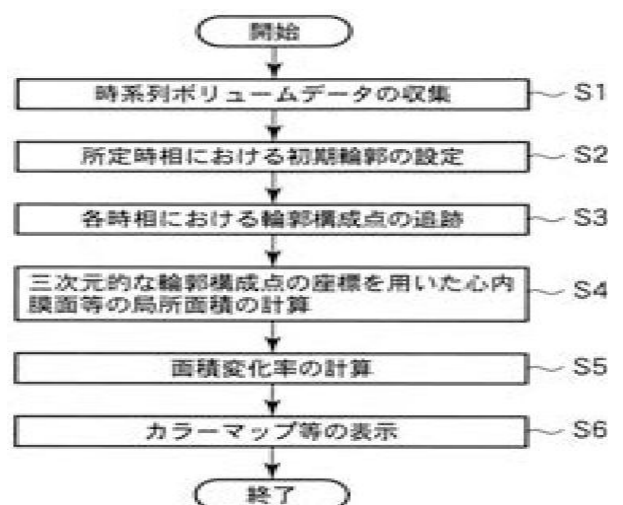 開始
時系列ボリュームデータの収集 S1
所定時相における初期輪郭の設定 S2
各時相における輪郭構成点の追跡 S3
三次元的な輪郭構成点の座標を用いた心内
膜面等の局所面積の計算 S4
面積変化率の計算 S5
カラーマップ等の表示 S6
終了